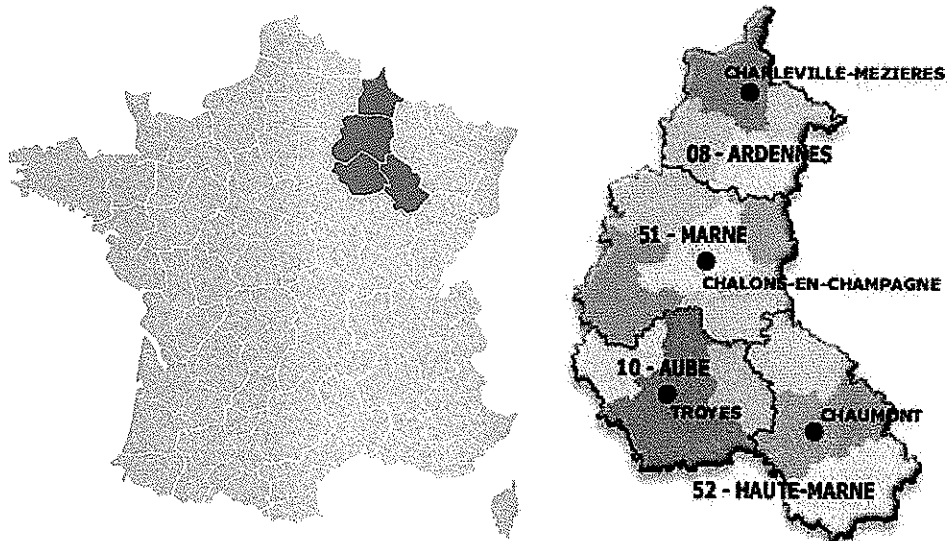 CHARLEVILLE-MEZIERES
08 - ARDENNES
51 - MARNE
CHALONS-EN-CHAMPAGNE
10 - AUBE
TROYES
CHAUMONT
52 - HAUTE-MARNE